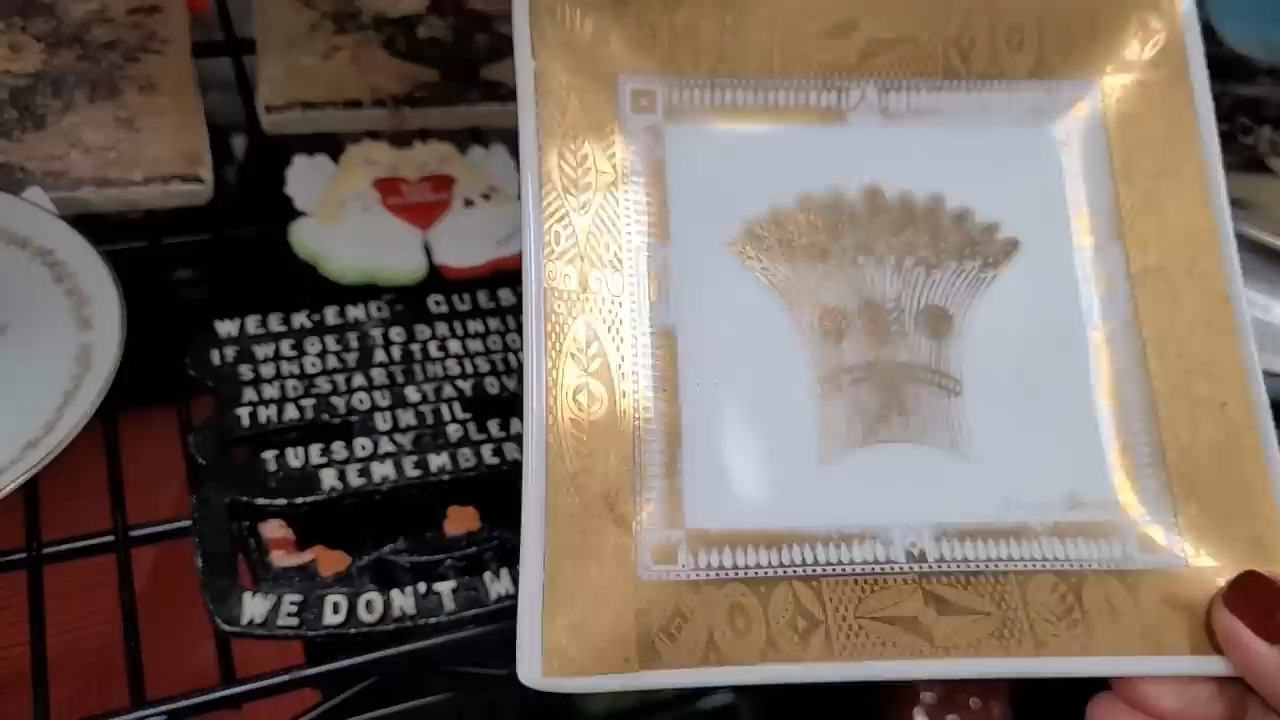 WEEK-END GUES
IF WE GET TO DRINKI
SUNDAY AFTERNOO
AND START INSISTI
THAT YOU STAY OV
UNTIL
TUESDAY PLEA
REMEMBER
WE DON'T M